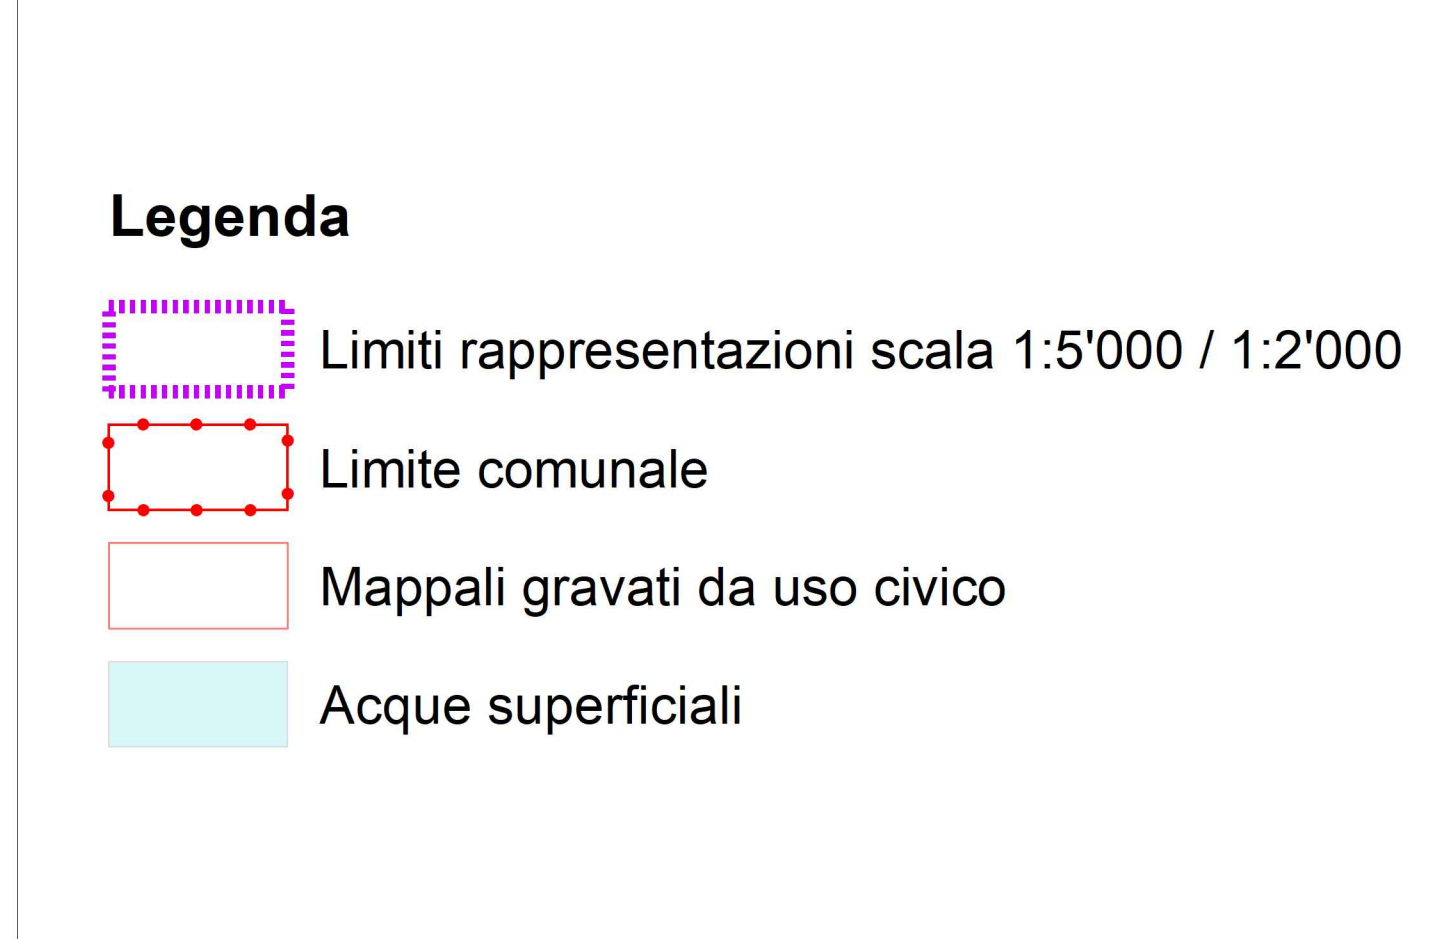 Legenda
Limiti rappresentazioni scala 1:5'000 / 1:2'000
Limite comunale
Mappali gravati da uso civico
Acque superficiali